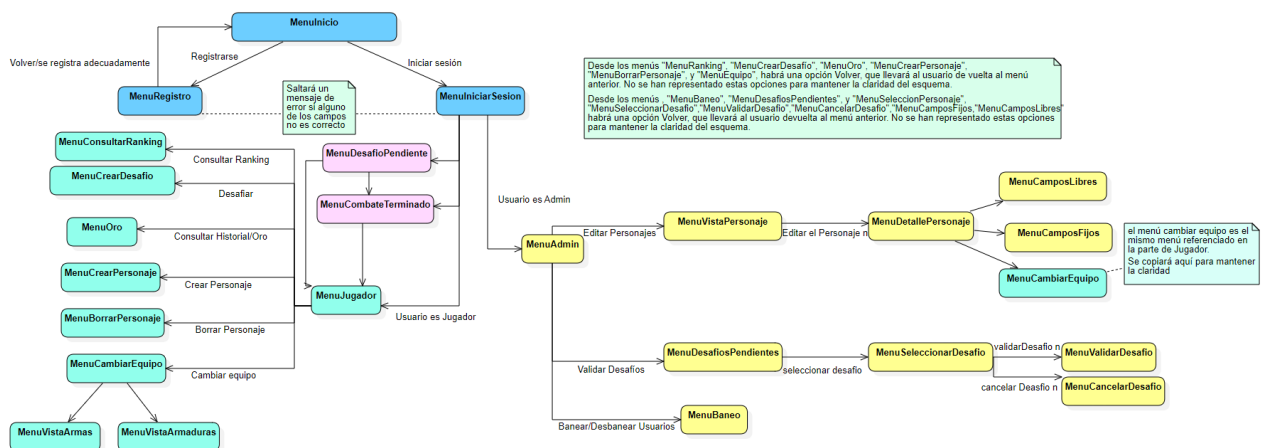 MenuInicio
Volver/se registra adecuadamente
Registrarse
Iniciar sesión
MenuRegistro
Saltará un
mensaje de
error si alguno
de los campos
no es correcto
MenuIniciarSesion
Desde los menús "MenuRanking", "MenuCrearDesafio", "MenuOro", "MenuCrearPersonaje",
"MenuBorrarPersonaje", y "MenuEquipo", habrá una opción Volver, que llevará al usuario de vuelta al menú
anterior. No se han representado estas opciones para mantener la claridad del esquema.
Desde los menús , "MenuBaneo", "MenuDesafiosPendientes", y "MenuSeleccionPersonaje",
"MenuSeleccionarDesafio","MenuValidarDesafio","MenuCancelarDesafio","MenuCamposFijos,"MenuCamposLibres"
habrá una opción Volver, que llevará al usuario devuelta al menú anterior. No se han representado estas opciones
para mantener la claridad del esquema.
MenuConsultarRanking
Consultar Ranking
MenuCrearDesafio
Desafiar
MenuOro
Consultar Historial/Oro
MenuCrearPersonaje
Crear Personaje
MenuBorrarPersonaje
Borrar Personaje
MenuCambiarEquipo
Cambiar equipo
MenuVistaArmas
MenuVistaArmaduras
MenuDesafioPendiente
MenuCombateTerminado
MenuJugador
Usuario es Jugador
Usuario es Admin
MenuAdmin
Editar Personajes
MenuVistaPersonaje
Editar el Personaje n
MenuDetallePersonaje
MenuCamposLibres
MenuCamposFijos
MenuCambiarEquipo
el menú cambiar equipo es el
mismo menú referenciado en
la parte de Jugador.
Se copiará aquí para mantener
la claridad
Validar Desafíos
MenuDesafiosPendientes
seleccionar desafio
MenuSeleccionarDesafio
validarDesafio n
MenuValidarDesafio
cancelar Deasfio n
MenuCancelarDesafio
Banear/Desbanear Usuarios
MenuBaneo